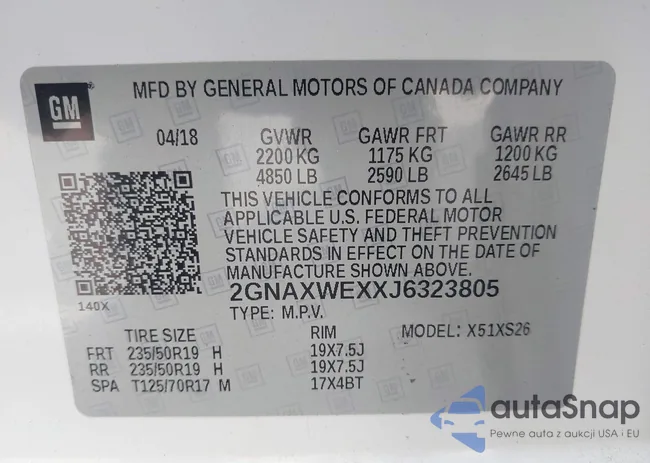 GM
MFD BY GENERAL MOTORS OF CANADA COMPANY
04/18 GVWR GAWR FRT GAWR RR
2200 KG 1175 KG 1200 KG
4850 LB 2590 LB 2645 LB
THIS VEHICLE CONFORMS TO ALL
APPLICABLE U.S. FEDERAL MOTOR
VEHICLE SAFETY AND THEFT PREVENTION
STANDARDS IN EFFECT ON THE DATE OF
MANUFACTURE SHOWN ABOVE.
2GNAXWEXXJ6323805
140X
TYPE: M.P.V.
TIRE SIZE RIM MODEL: X51XS26
FRT 235/50R19 H 19X7.5J
RR 235/50R19 H 19X7.5J
SPA T125/70R17 M 17X4BT
autaSnap
Pewne auta z aukcji USA i EU